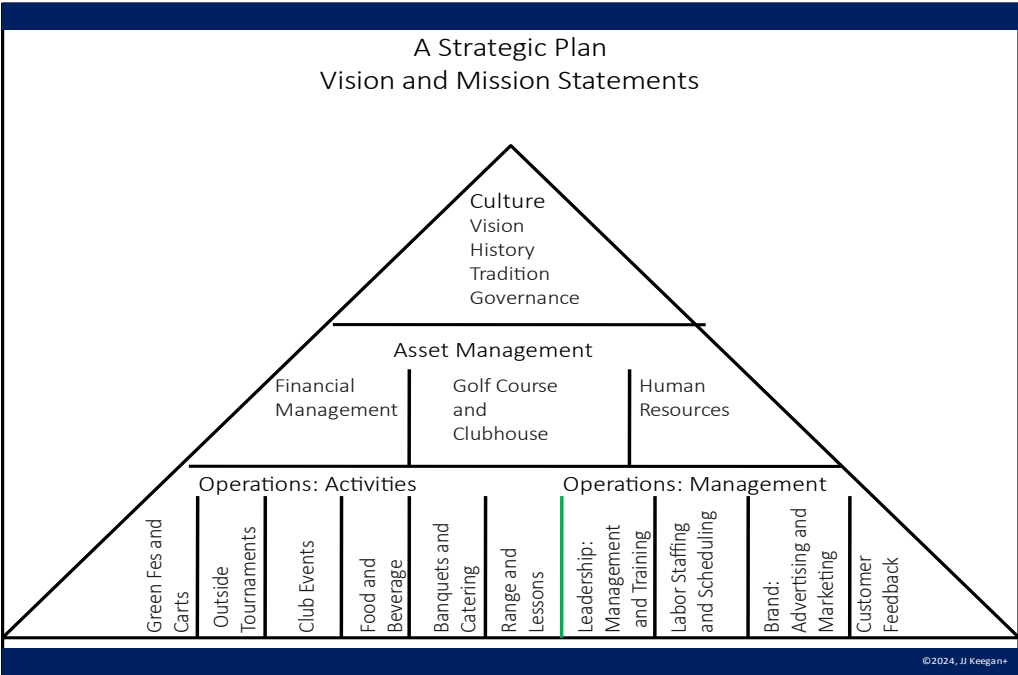 A Strategic Plan
Vision and Mission Statements
Culture
Vision
History
Tradition
Governance
Asset Management
Financial
Management
Golf Course
and
Clubhouse
Human
Resources
Operations: Activities
Operations: Management
Green Fes and
Carts
Outside
Tournaments
Club Events
Food and
Beverage
Banquets and
Catering
Range and
Lessons
Leadership:
Management
and Training
Labor Staffing
and Scheduling
Brand:
Advertising and
Marketing
Customer
Feedback
©2024, JJ Keegan+